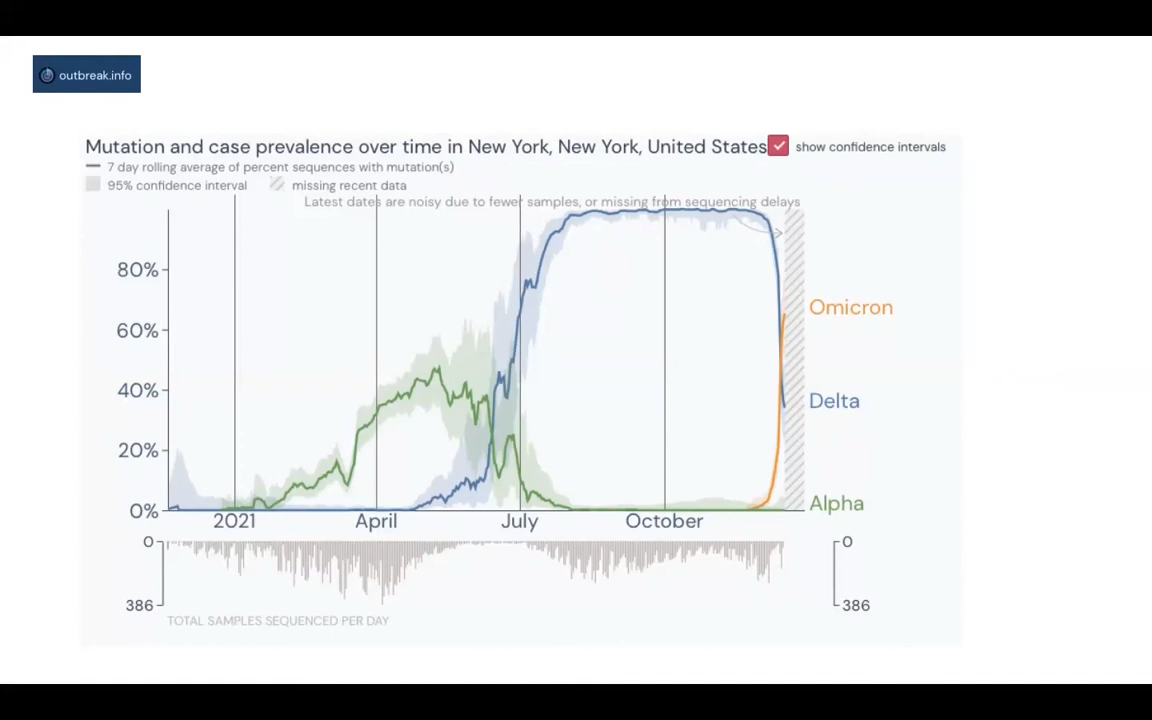 outbreak.info
Mutation and case prevalence over time in New York, New York, United States
show confidence intervals
7 day rolling average of percent sequences with mutation(s)
95% confidence interval
missing recent data
Latest dates are noisy due to fewer samples, or missing from sequencing delays
80%
60%
40%
20%
0%
Omicron
Delta
Alpha
2021 April July October
0
386
0
386
TOTAL SAMPLES SEQUENCED PER DAY